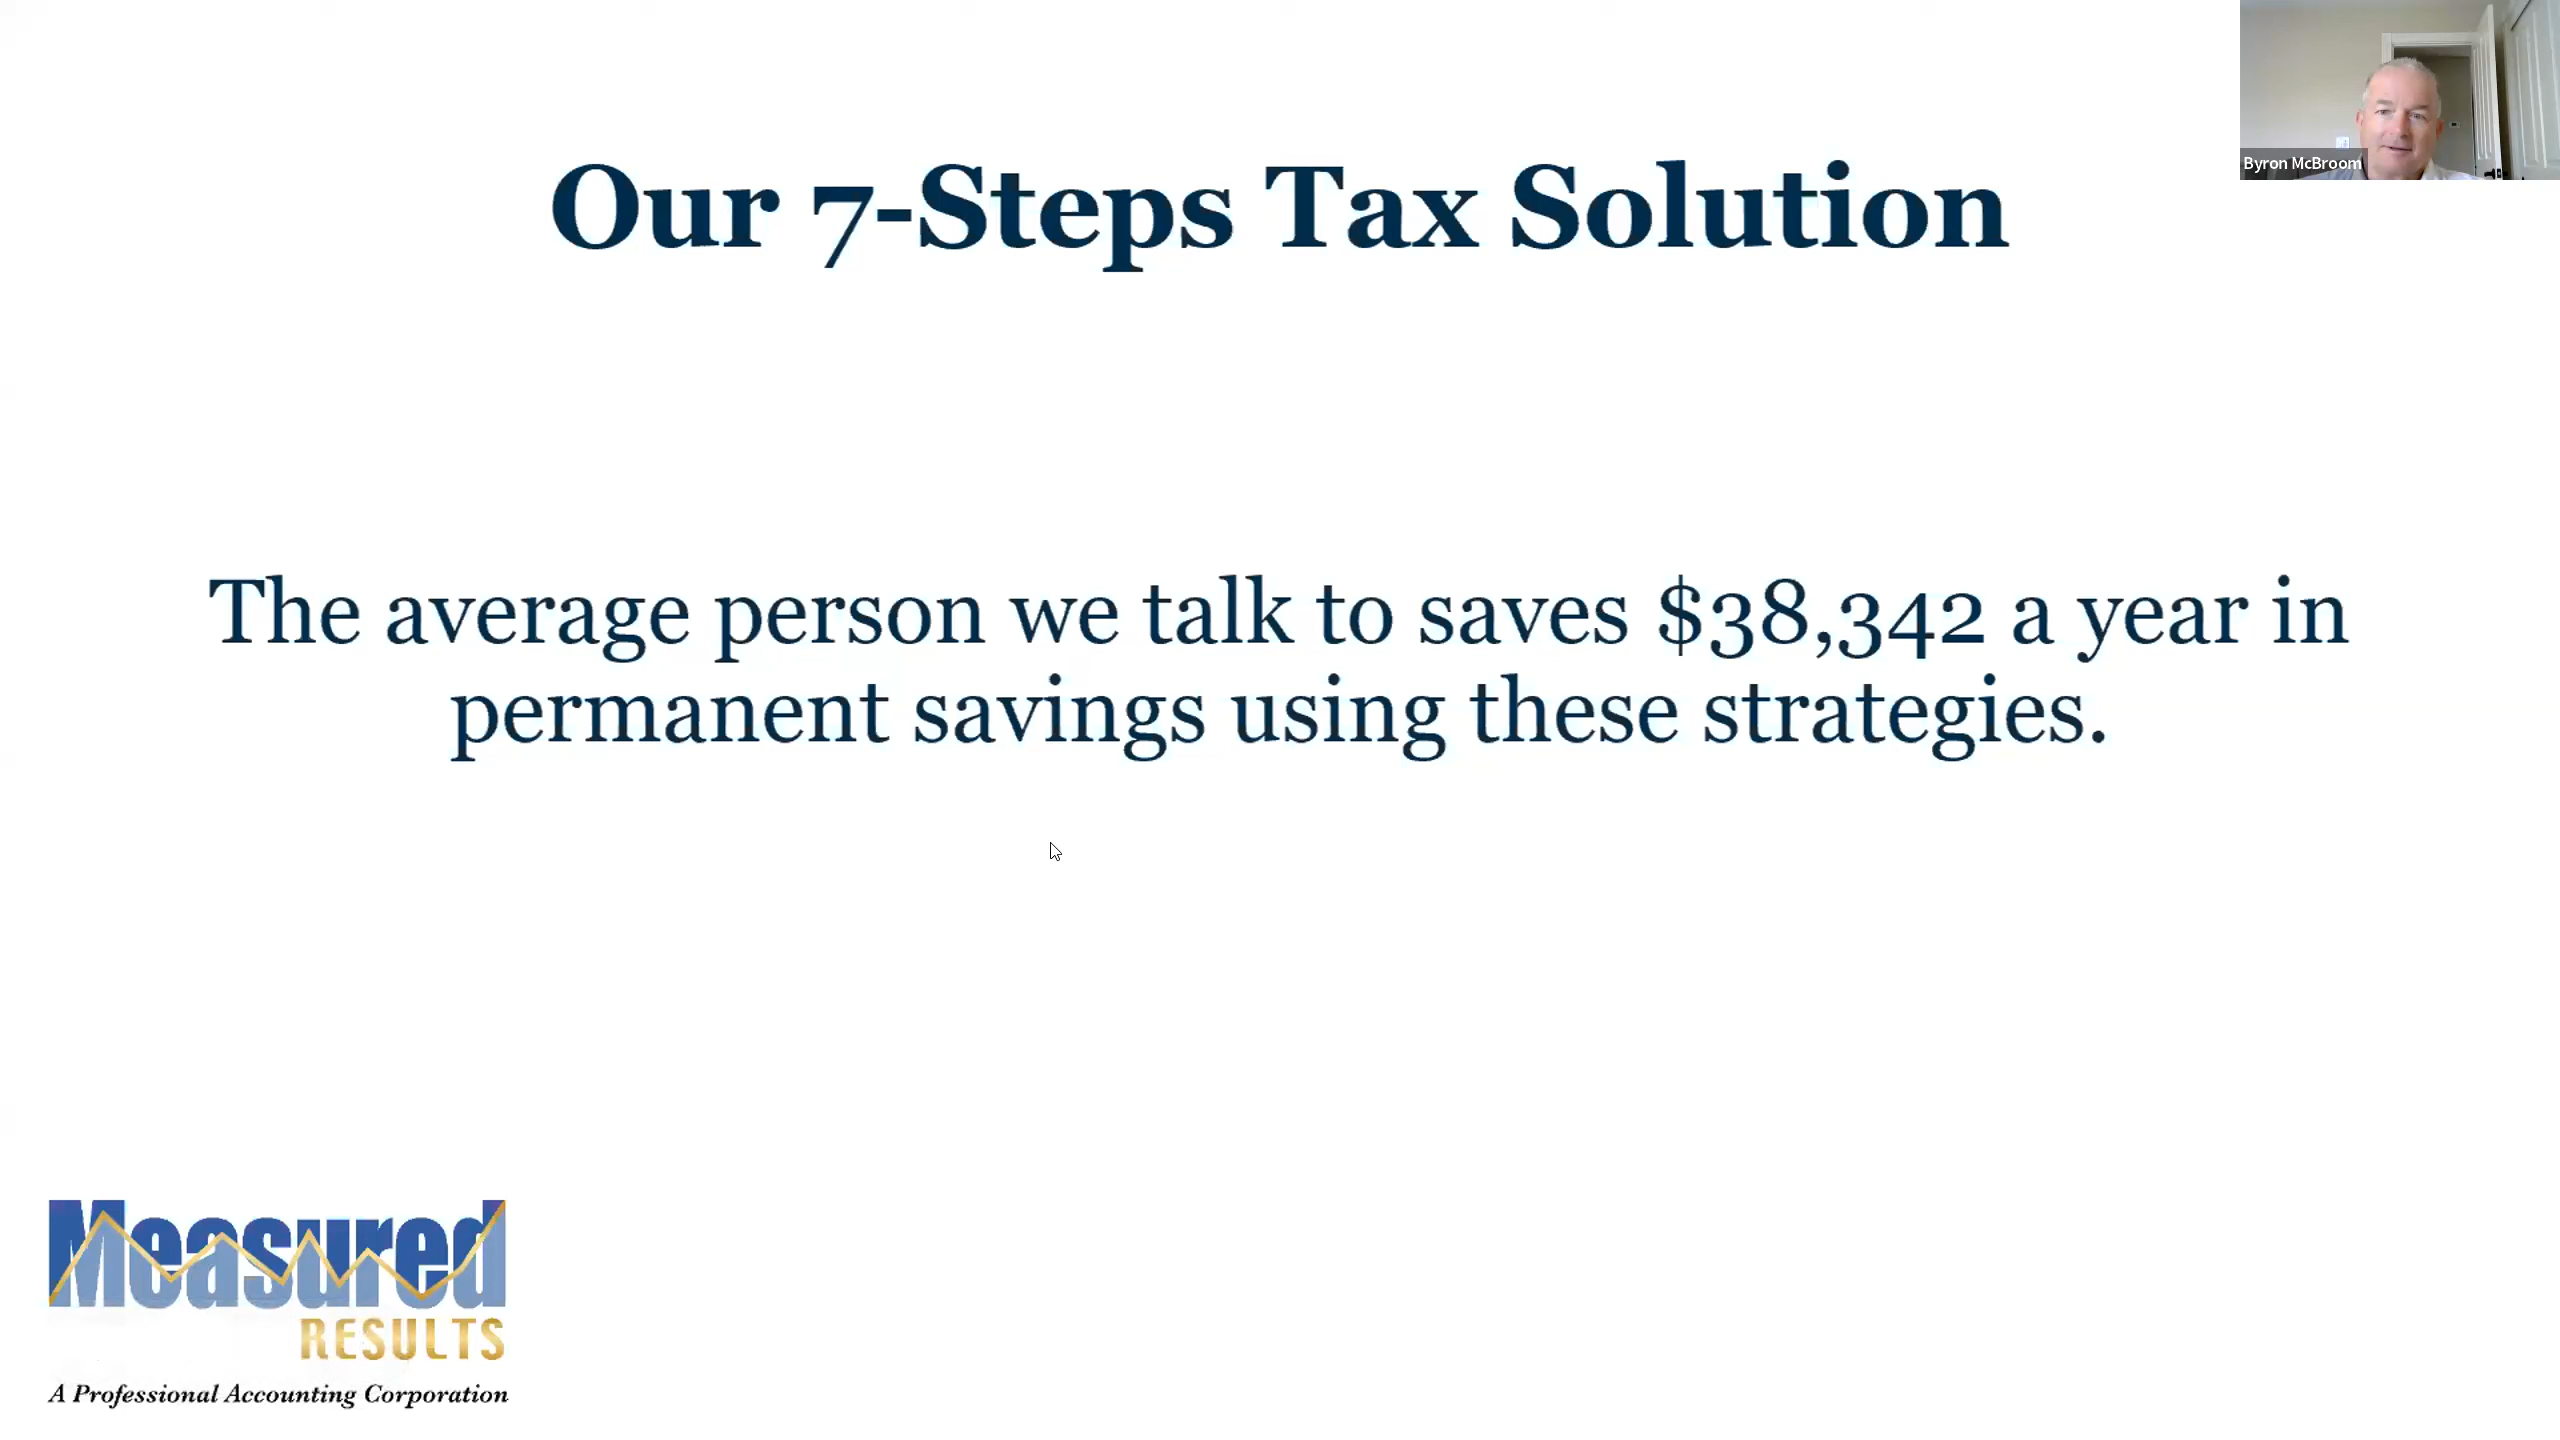 Byron McBroom
Our 7-Steps Tax Solution
The average person we talk to saves $38,342 a year in
permanent savings using these strategies.
Measured
RESULTS
A Professional Accounting Corporation